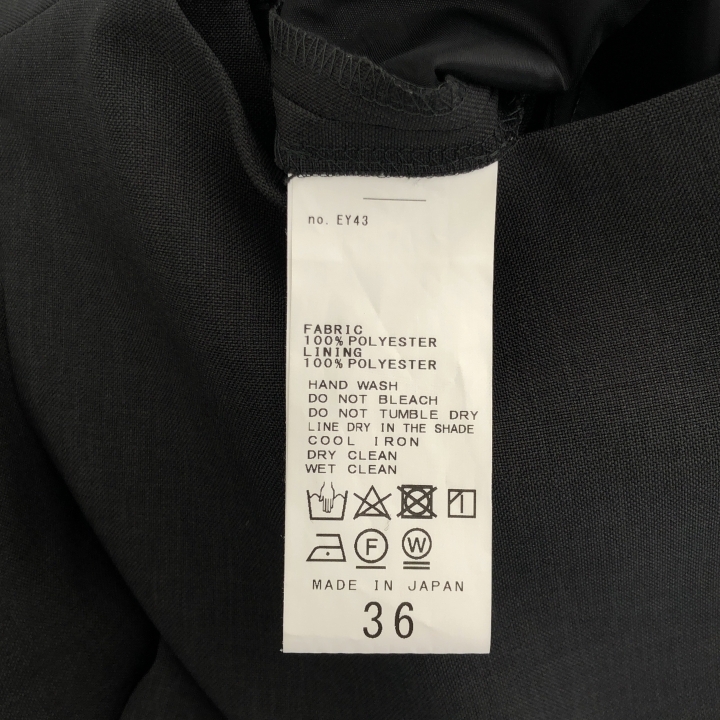 no. EY43
FABRIC
100% POLYESTER
LINING
100% POLYESTER
HAND WASH
DO NOT BLEACH
DO NOT TUMBLE DRY
LINE DRY IN THE SHADE
COOL IRON
DRY CLEAN
WET CLEAN
F W
MADE IN JAPAN
36